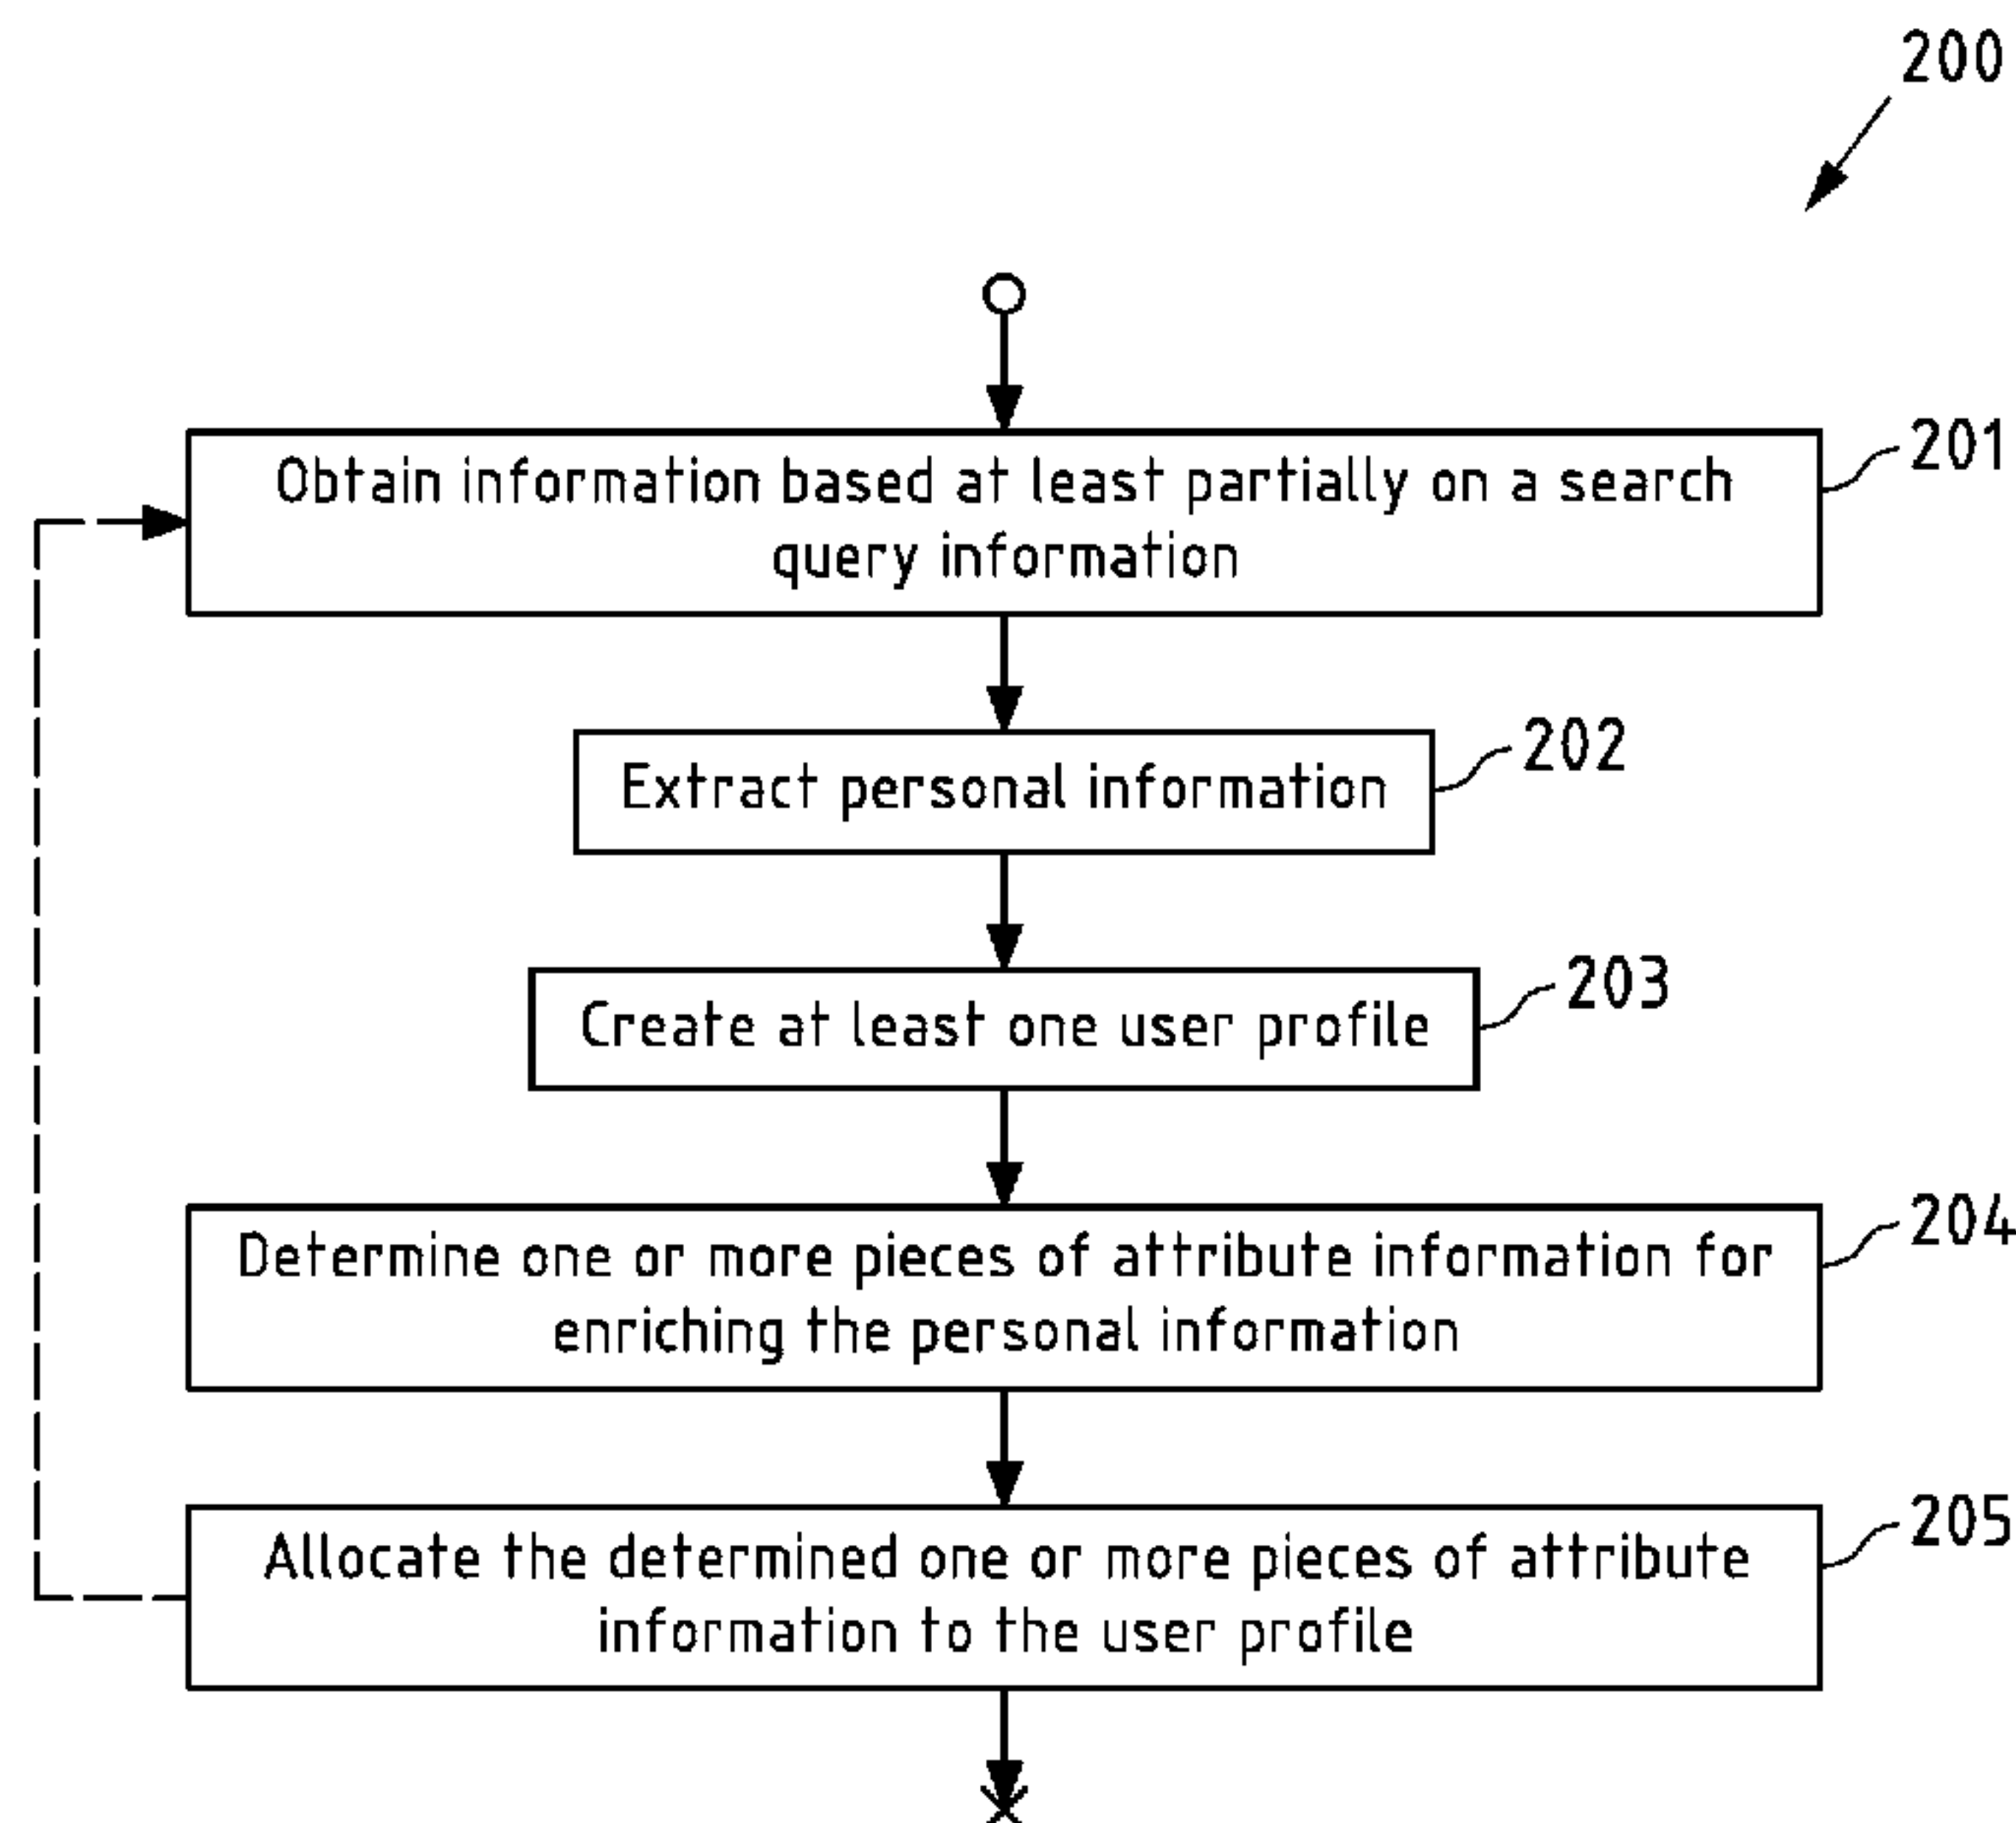 200
Obtain information based at least partially on a search
query information
201
Extract personal information
202
Create at least one user profile
203
Determine one or more pieces of attribute information for
enriching the personal information
204
Allocate the determined one or more pieces of attribute
information to the user profile
205